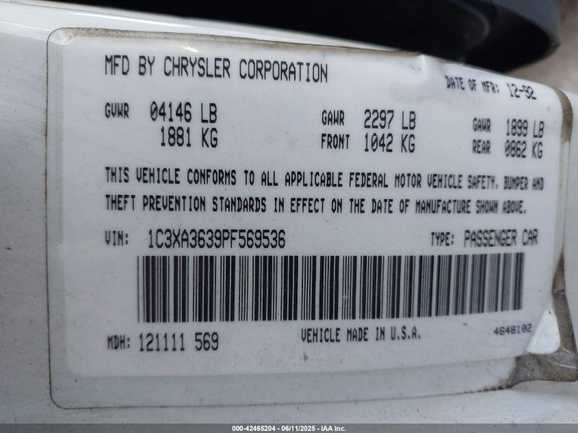 MFD BY CHRYSLER CORPORATION
DATE OF MFR: 12-92
GVWR 04146 LB GAWR 2297 LB GAWR 1899 LB
1881 KG FRONT 1042 KG REAR 0862 KG
THIS VEHICLE CONFORMS TO ALL APPLICABLE FEDERAL MOTOR VEHICLE SAFETY, BUMPER AND
THEFT PREVENTION STANDARDS IN EFFECT ON THE DATE OF MANUFACTURE SHOWN ABOVE.
VIN: 1C3XA3639PF569536 TYPE: PASSENGER CAR
MDH: 121111 569 VEHICLE MADE IN U.S.A. 4648102
000-42465204 - 06/11/2025 - IAA Inc.